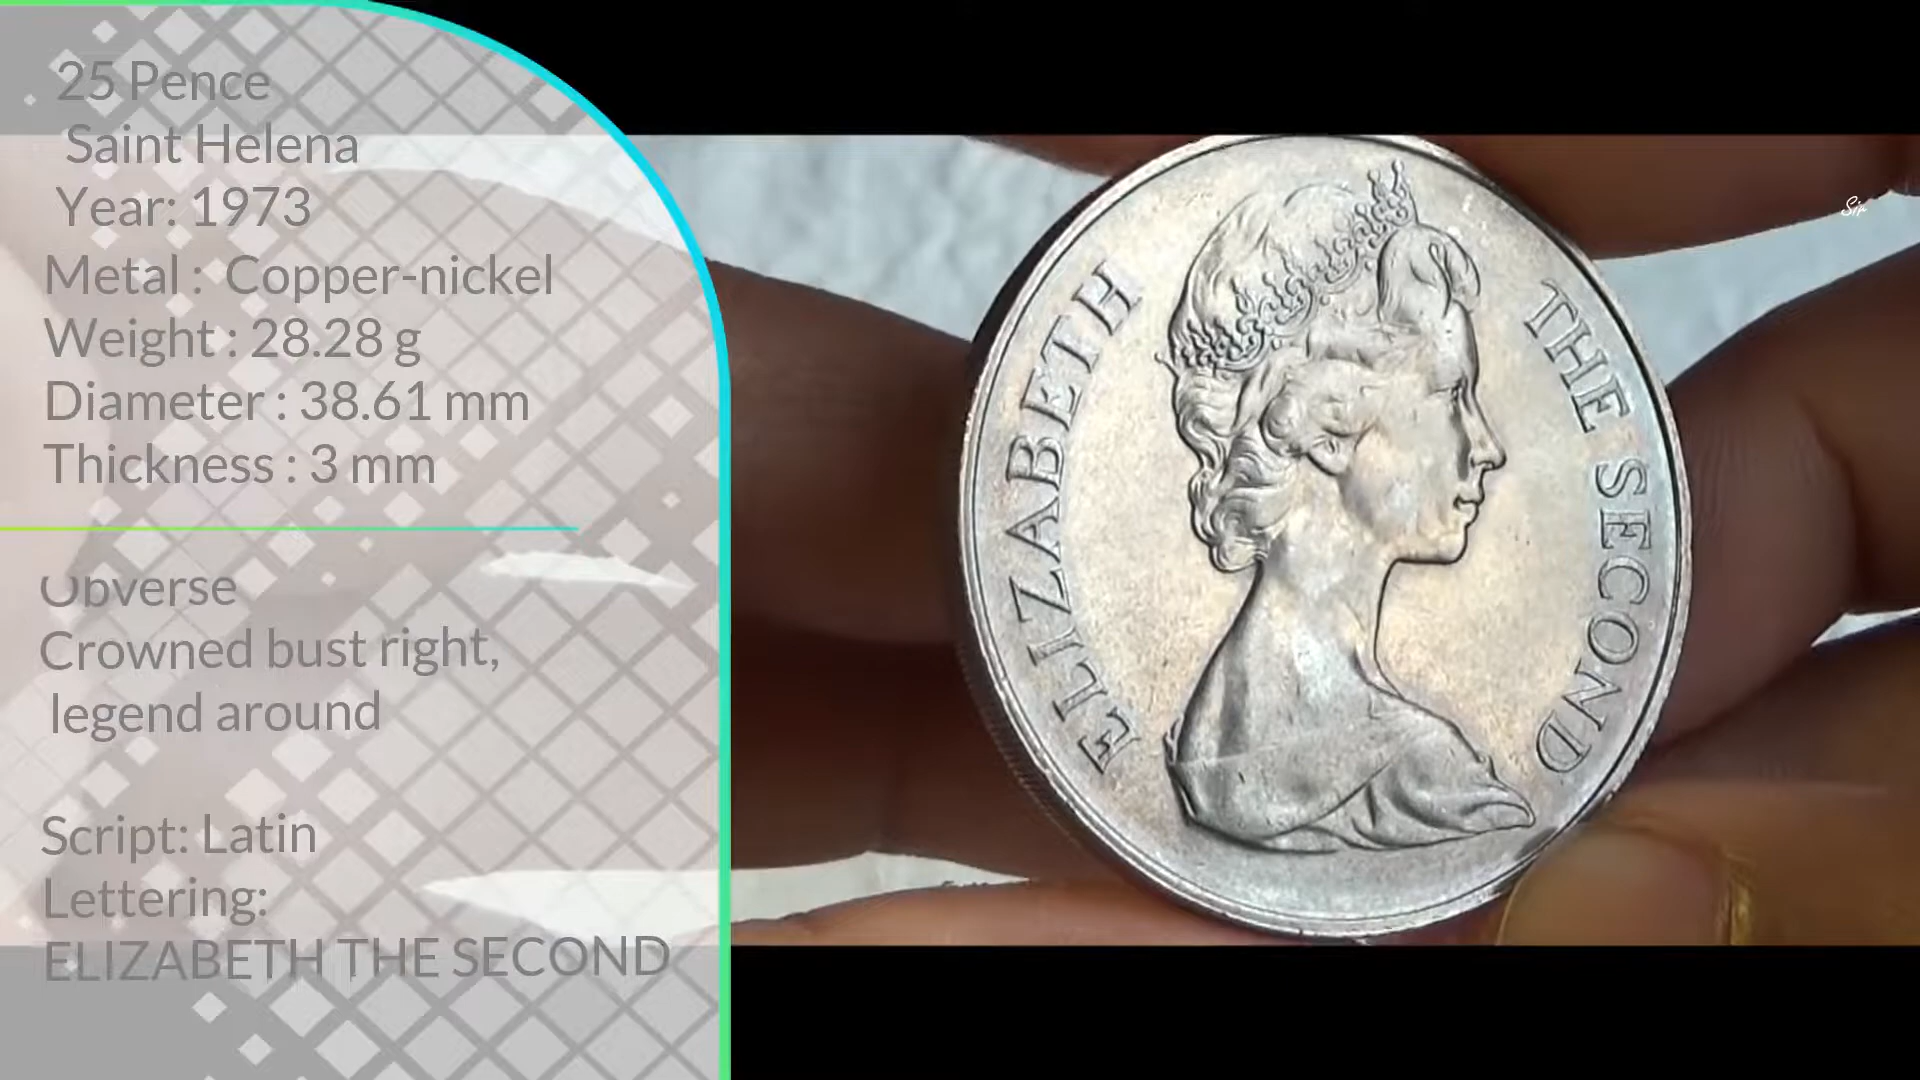 25 Pence
Saint Helena
Year: 1973
Metal : Copper-nickel
Weight : 28.28 g
Diameter : 38.61 mm
Thickness : 3 mm
Obverse
Crowned bust right,
legend around
Script: Latin
Lettering:
ELIZABETH THE SECOND
ELIZABETH THE SECOND
Sir